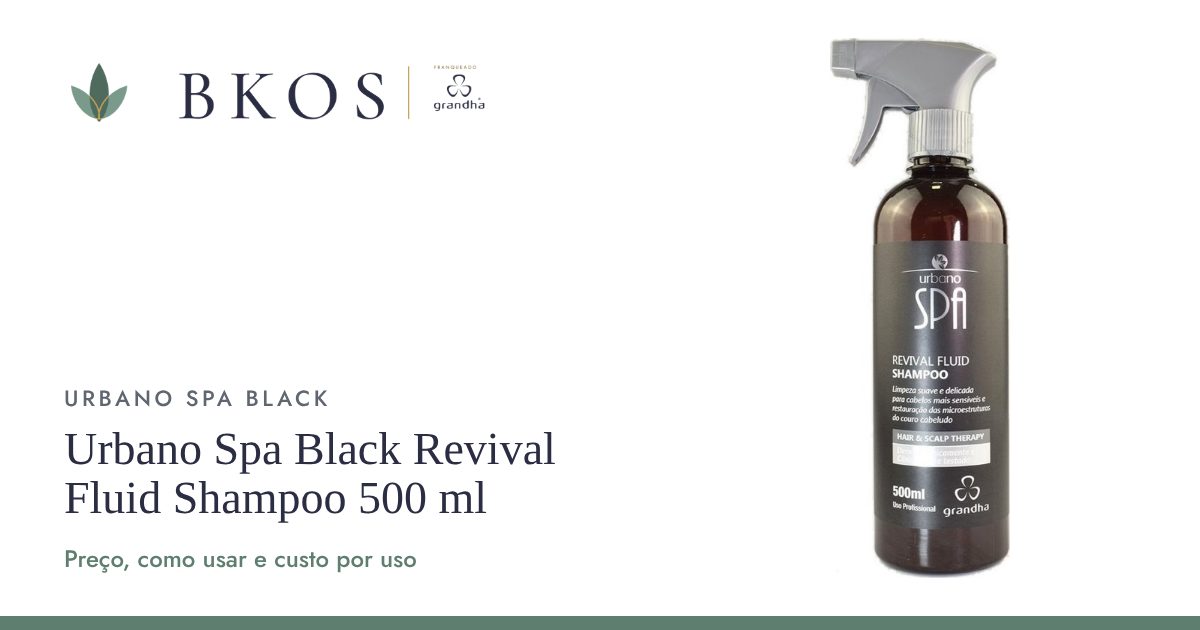 BKOS
FRANQUEADO
grandha
URBANO SPA BLACK
Urbano Spa Black Revival
Fluid Shampoo 500 ml
Preço, como usar e custo por uso
urbano
SPA
REVIVAL FLUID
SHAMPOO
Limpeza suave e delicada
para cabelos mais sensíveis e
restauração das microestruturas
do couro cabeludo
HAIR & SCALP THERAPY
500ml
Uso Profissional
grandha